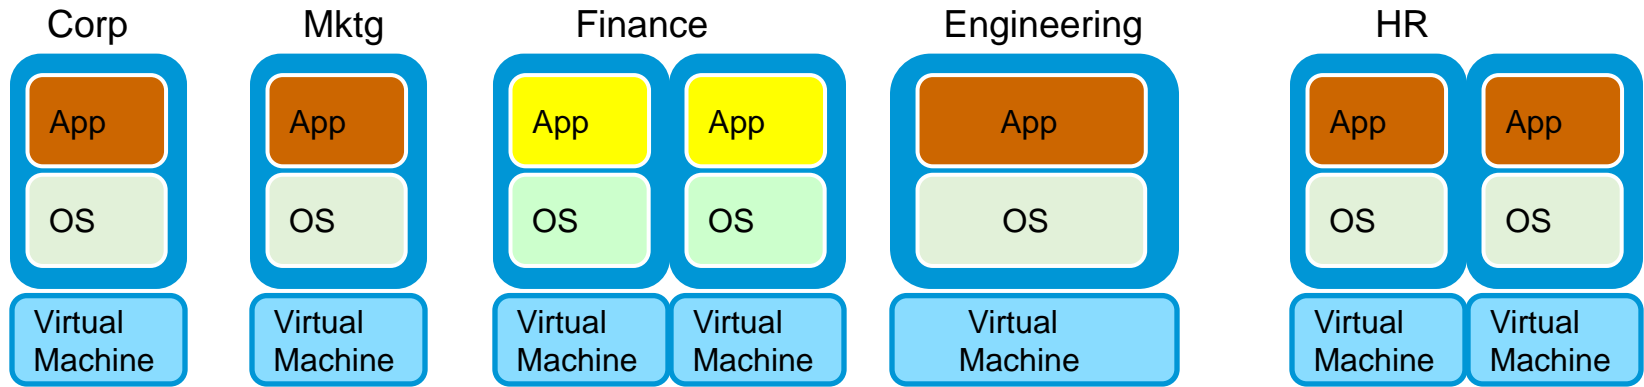 Corp
Mktg
Finance
Engineering
HR
App
App
App
App
App
App
App
OS
OS
OS
OS
OS
OS
OS
Virtual
Machine
Virtual
Machine
Virtual
Machine
Virtual
Machine
Virtual
Machine
Virtual
Machine
Virtual
Machine